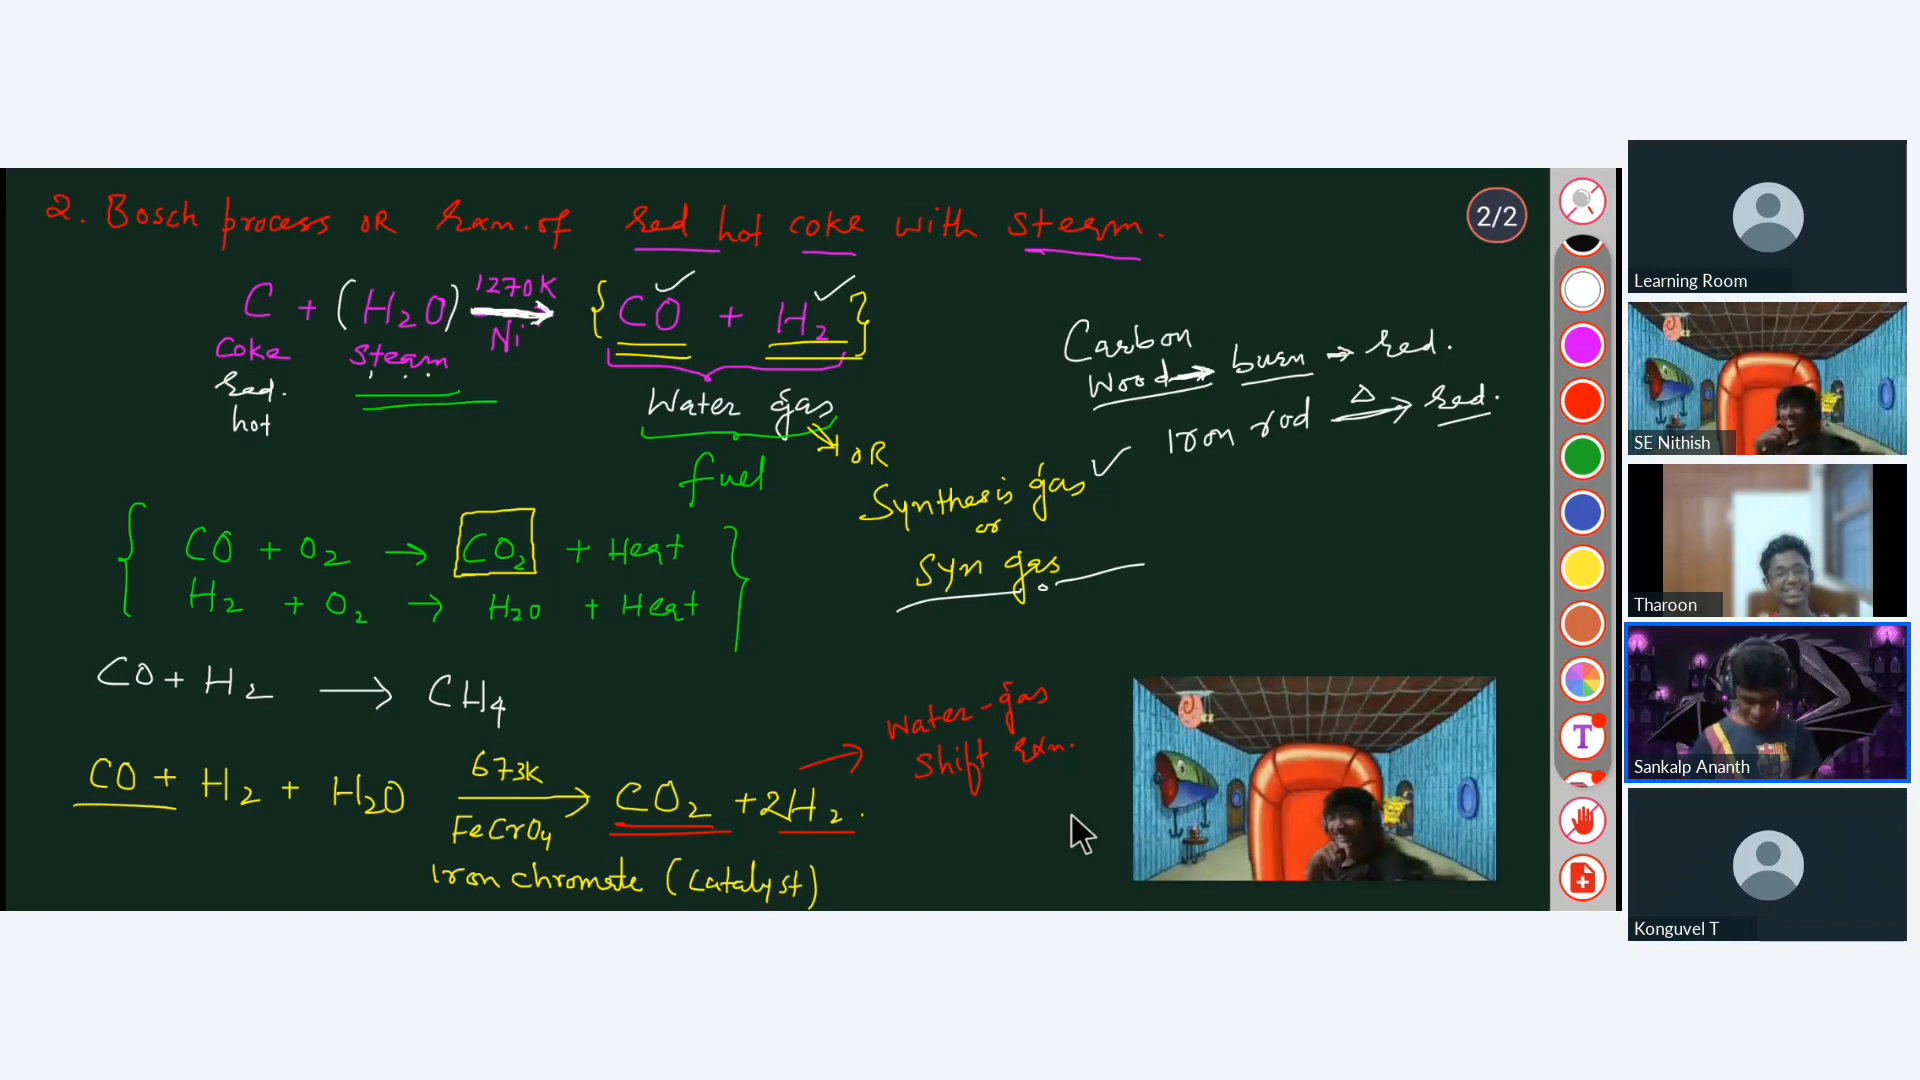 2. Bosch process OR rxn. of red hot coke with steam.
2/2
C + (H2O) 1270K Ni → {CO ✓ + H2 ✓}
Coke steam
red. hot
Water gas
fuel
OR
Synthesis gas ✓
or
Syn gas
Carbon
Wood → burn → red.
Iron rod Δ → red.
{ CO + O2 → CO2 + Heat
H2 + O2 → H2O + Heat }
CO + H2 → CH4
CO + H2 + H2O 673K FeCrO4 → CO2 + 2H2.
Iron chromate (catalyst)
Water-gas
Shift rxn.
T
Learning Room
SE Nithish
Tharoon
Sankalp Ananth
Konguvel T